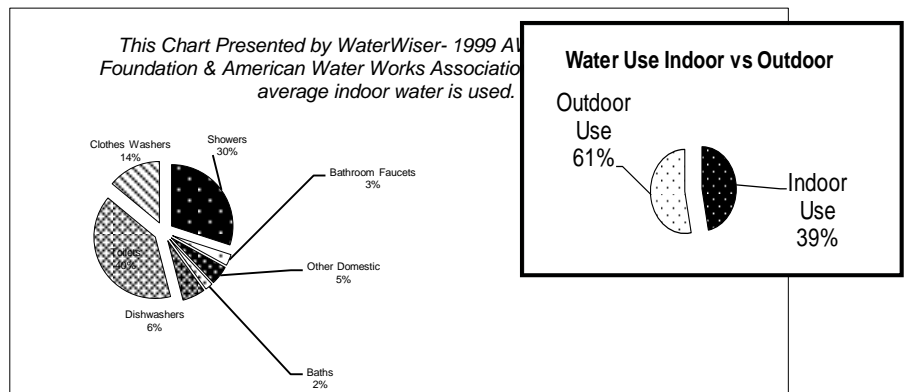 This Chart Presented by WaterWiser- 1999
Foundation & American Water Works
average indoor water is used.
Water Use Indoor vs Outdoor
Outdoor
Use
61%
Indoor
Use
39%
Clothes Washers
14%
Showers
30%
Bathroom Faucets
3%
Other Domestic
5%
Toilets
40%
Dishwashers
6%
Baths
2%